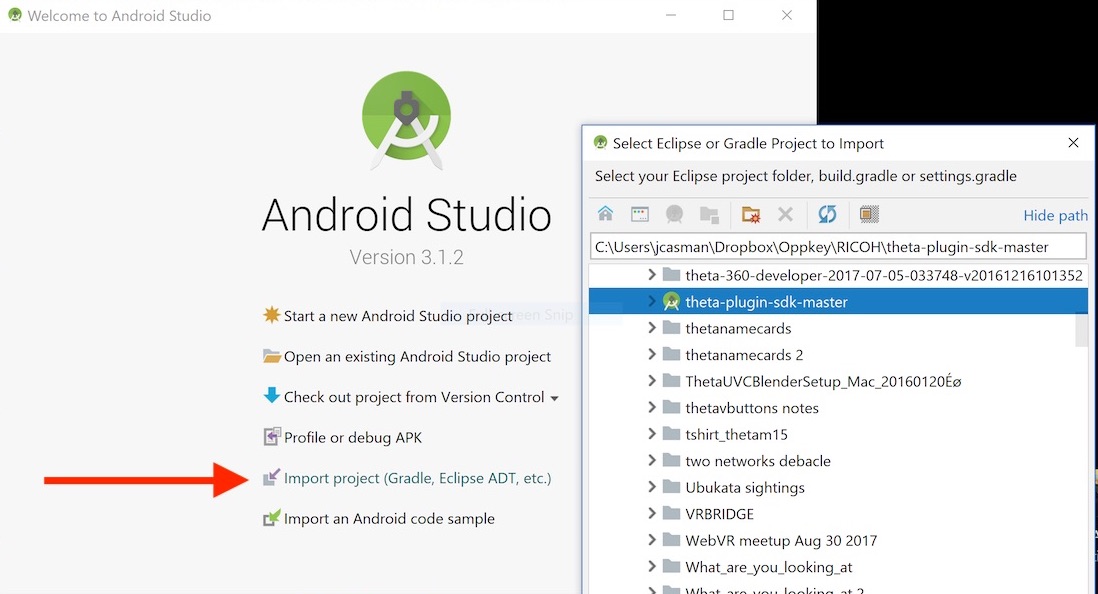 Welcome to Android Studio
Android Studio
Version 3.1.2
Start a new Android Studio project
Open an existing Android Studio project
Check out project from Version Control
Profile or debug APK
Import project (Gradle, Eclipse ADT, etc.)
Import an Android code sample
Select Eclipse or Gradle Project to Import
Select your Eclipse project folder, build.gradle or settings.gradle
Hide path
C:\Users\jcasman\Dropbox\Oppkey\RICOH\theta-plugin-sdk-master
theta-360-developer-2017-07-05-033748-v20161216101352
theta-plugin-sdk-master
thetanamecards
thetanamecards 2
ThetaUVCBlenderSetup_Mac_20160120Éø
thetavbuttons notes
tshirt_thetam15
two networks debacle
Ubukata sightings
VRBRIDGE
WebVR meetup Aug 30 2017
What_are_you_looking_at
What_are_you_looking_at 2